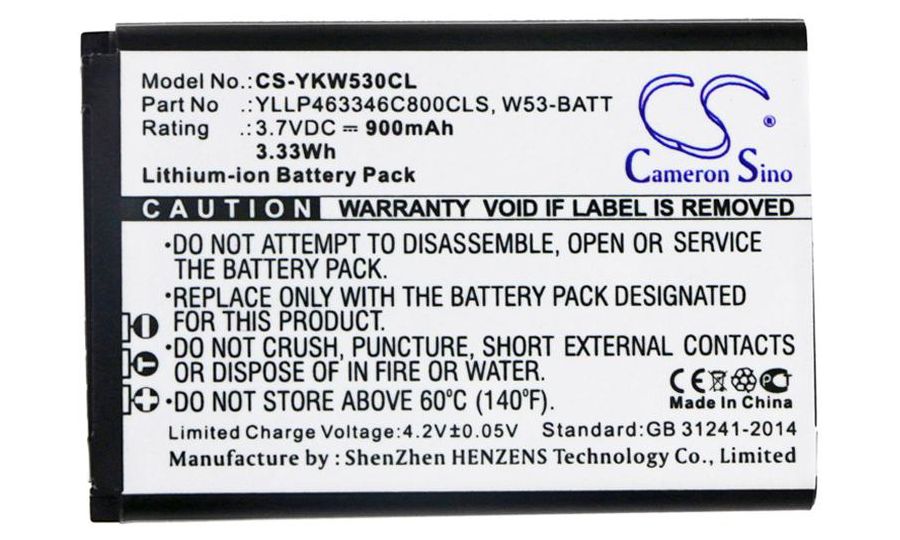 Model No.: CS-YKW530CL
Part No .: YLLP463346C800CLS, W53-BATT
Rating .: 3.7VDC ⎓ 900mAh
3.33Wh
Lithium-ion Battery Pack
CS ®
Cameron Sino
CAUTION WARRANTY VOID IF LABEL IS REMOVED
·DO NOT ATTEMPT TO DISASSEMBLE, OPEN OR SERVICE
THE BATTERY PACK.
·REPLACE ONLY WITH THE BATTERY PACK DESIGNATED
FOR THIS PRODUCT.
·DO NOT CRUSH, PUNCTURE, SHORT EXTERNAL CONTACTS
OR DISPOSE OF IN FIRE OR WATER.
·DO NOT STORE ABOVE 60°C (140°F).
- T +
CE PC
Made In China
Limited Charge Voltage:4.2V±0.05V Standard:GB 31241-2014
Manufacture by : ShenZhen HENZENS Technology Co., Limited